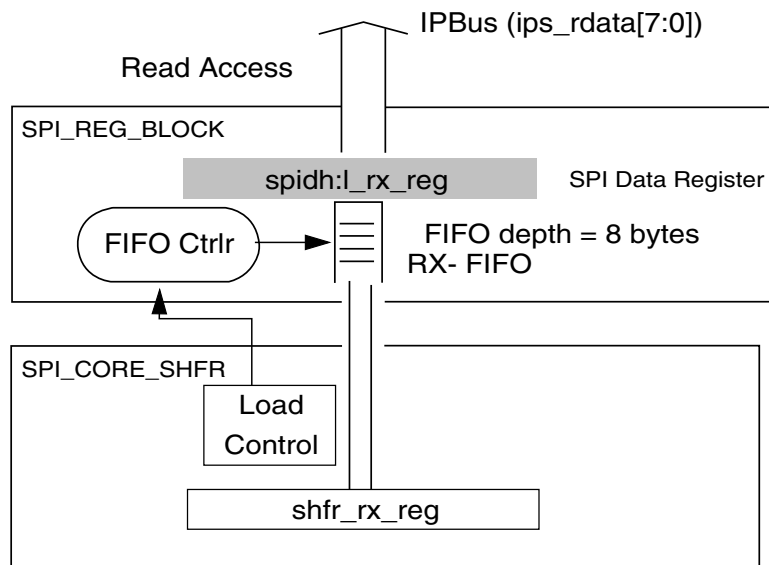 IPBus (ips_rdata[7:0])
Read Access
SPI_REG_BLOCK
spidh:l_rx_reg
SPI Data Register
FIFO Ctrlr
FIFO depth = 8 bytes
RX- FIFO
SPI_CORE_SHFR
Load
Control
shfr_rx_reg